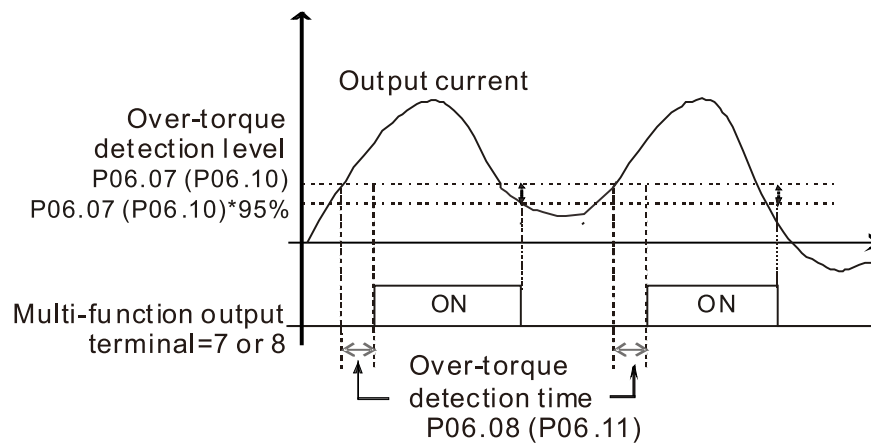 Output current
Over-torque
detection level
P06.07 (P06.10)
P06.07 (P06.10)*95%
ON
ON
Multi-function output
terminal=7 or 8
Over-torque
detection time
P06.08 (P06.11)